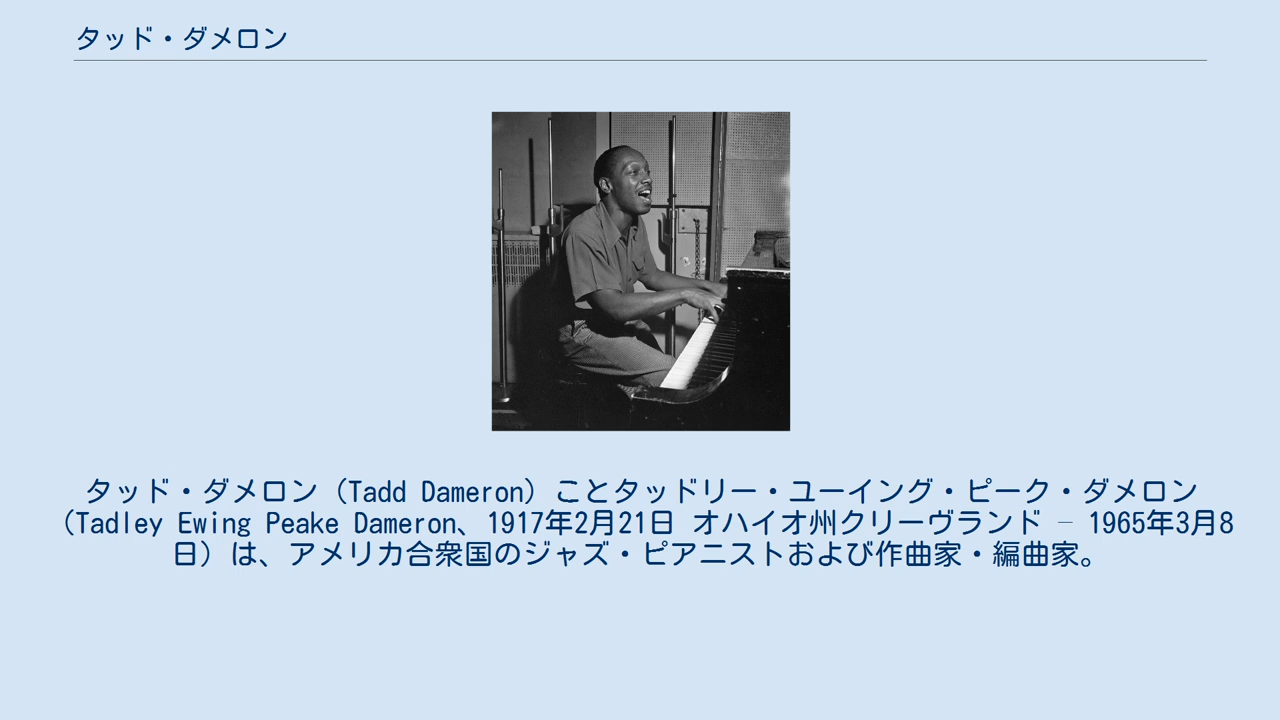 タッド・ダメロン
タッド・ダメロン（Tadd Dameron）ことタッドリー・ユーイング・ピーク・ダメロン
（Tadley Ewing Peake Dameron、1917年2月21日 オハイオ州クリーヴランド – 1965年3月8
日）は、アメリカ合衆国のジャズ・ピアニストおよび作曲家・編曲家。